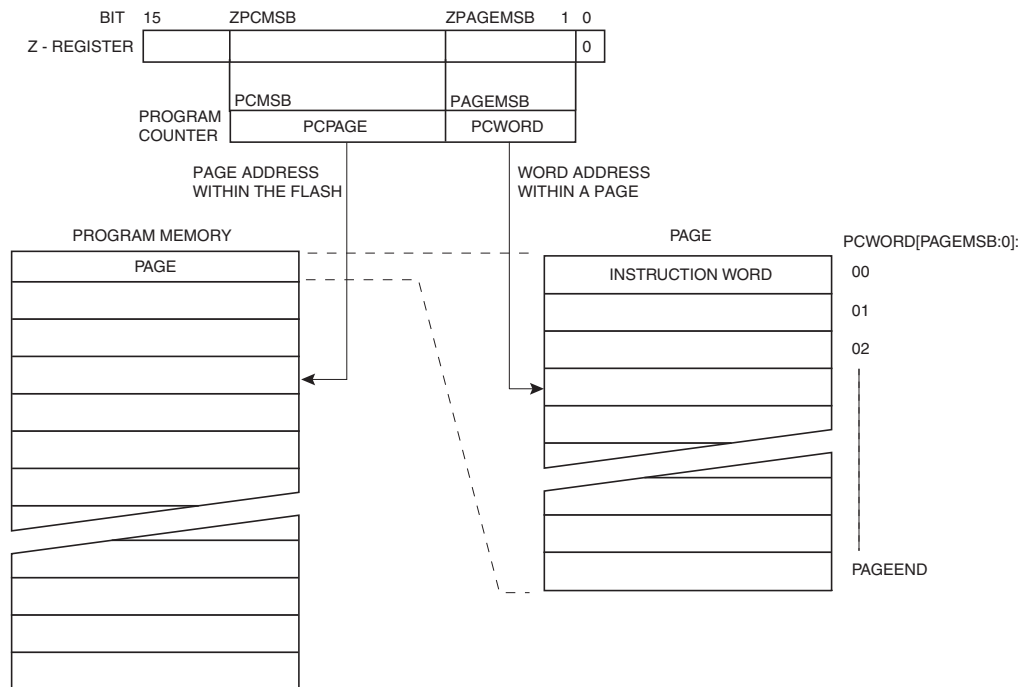 BIT 15 ZPCMSB ZPAGEMSB 1 0
Z - REGISTER 0
PCMSB PAGEMSB
PROGRAM
COUNTER
PCPAGE PCWORD
PAGE ADDRESS
WITHIN THE FLASH
WORD ADDRESS
WITHIN A PAGE
PROGRAM MEMORY
PAGE
PAGE
PCWORD[PAGEMSB:0]:
INSTRUCTION WORD
00
01
02
PAGEEND